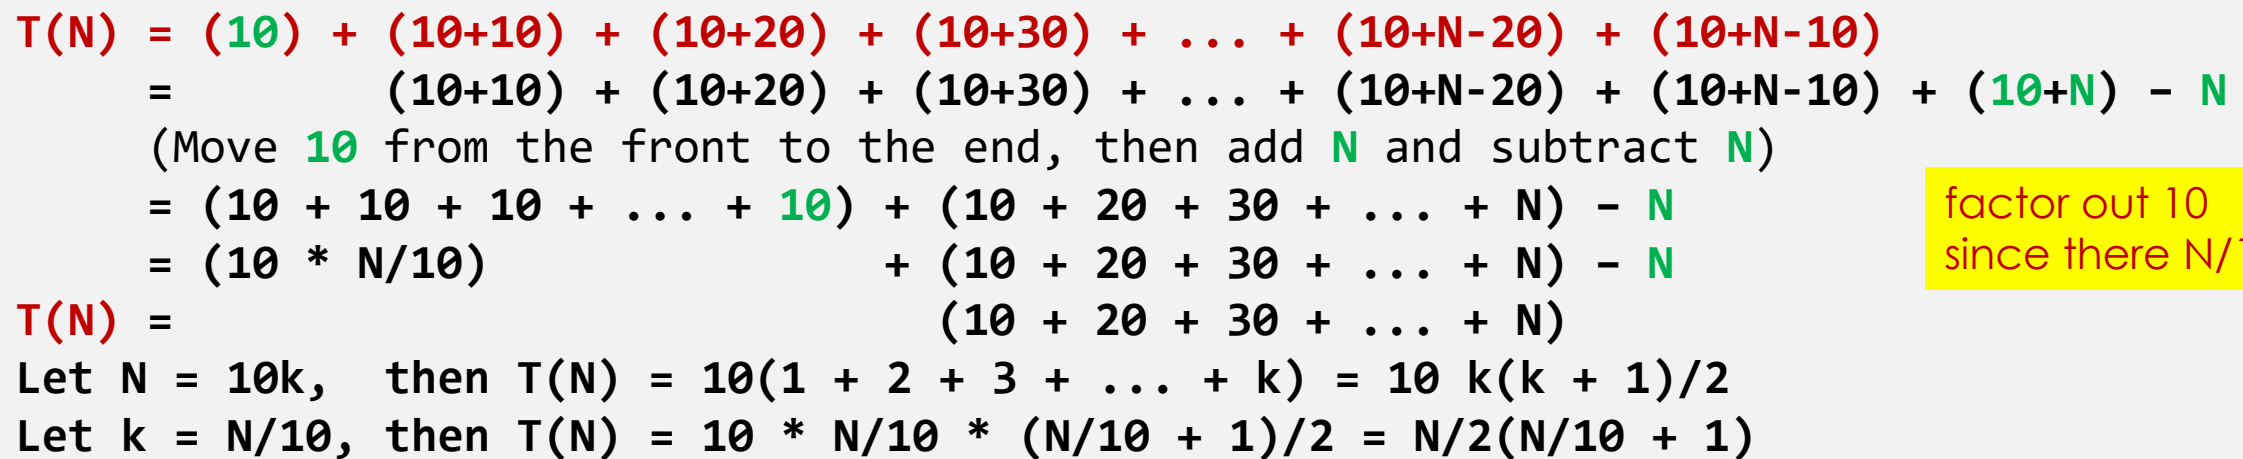 T(N) = (10) + (10+10) + (10+20) + (10+30) + ... + (10+N-20) + (10+N-10)
= (10+10) + (10+20) + (10+30) + ... + (10+N-20) + (10+N-10) + (10+N) – N
(Move 10 from the front to the end, then add N and subtract N)
= (10 + 10 + 10 + ... + 10) + (10 + 20 + 30 + ... + N) – N
factor out 10
= (10 * N/10) + (10 + 20 + 30 + ... + N) – N
since there N/
T(N) = (10 + 20 + 30 + ... + N)
Let N = 10k, then T(N) = 10(1 + 2 + 3 + ... + k) = 10 k(k + 1)/2
Let k = N/10, then T(N) = 10 * N/10 * (N/10 + 1)/2 = N/2(N/10 + 1)